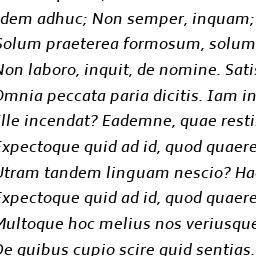 dem adhuc; Non semper, inquam;
Solum praeterea formosum, solum
Non laboro, inquit, de nomine. Satis
Omnia peccata paria dicitis. Iam in
Ille incendat? Eademne, quae resti
Expectoque quid ad id, quod quaere
Utram tandem linguam nescio? Ha
Expectoque quid ad id, quod quaere
Multoque hoc melius nos veriusque
De quibus cupio scire quid sentias.